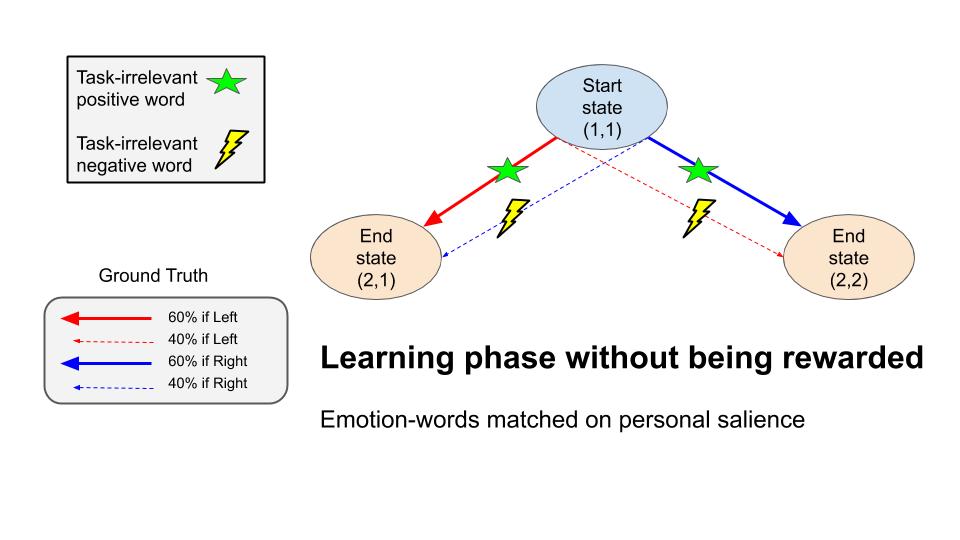 Task-irrelevant
positive word
Task-irrelevant
negative word
Start
state
(1,1)
End
state
(2,1)
End
state
(2,2)
Ground Truth
60% if Left
40% if Left
60% if Right
40% if Right
Learning phase without being rewarded
Emotion-words matched on personal salience